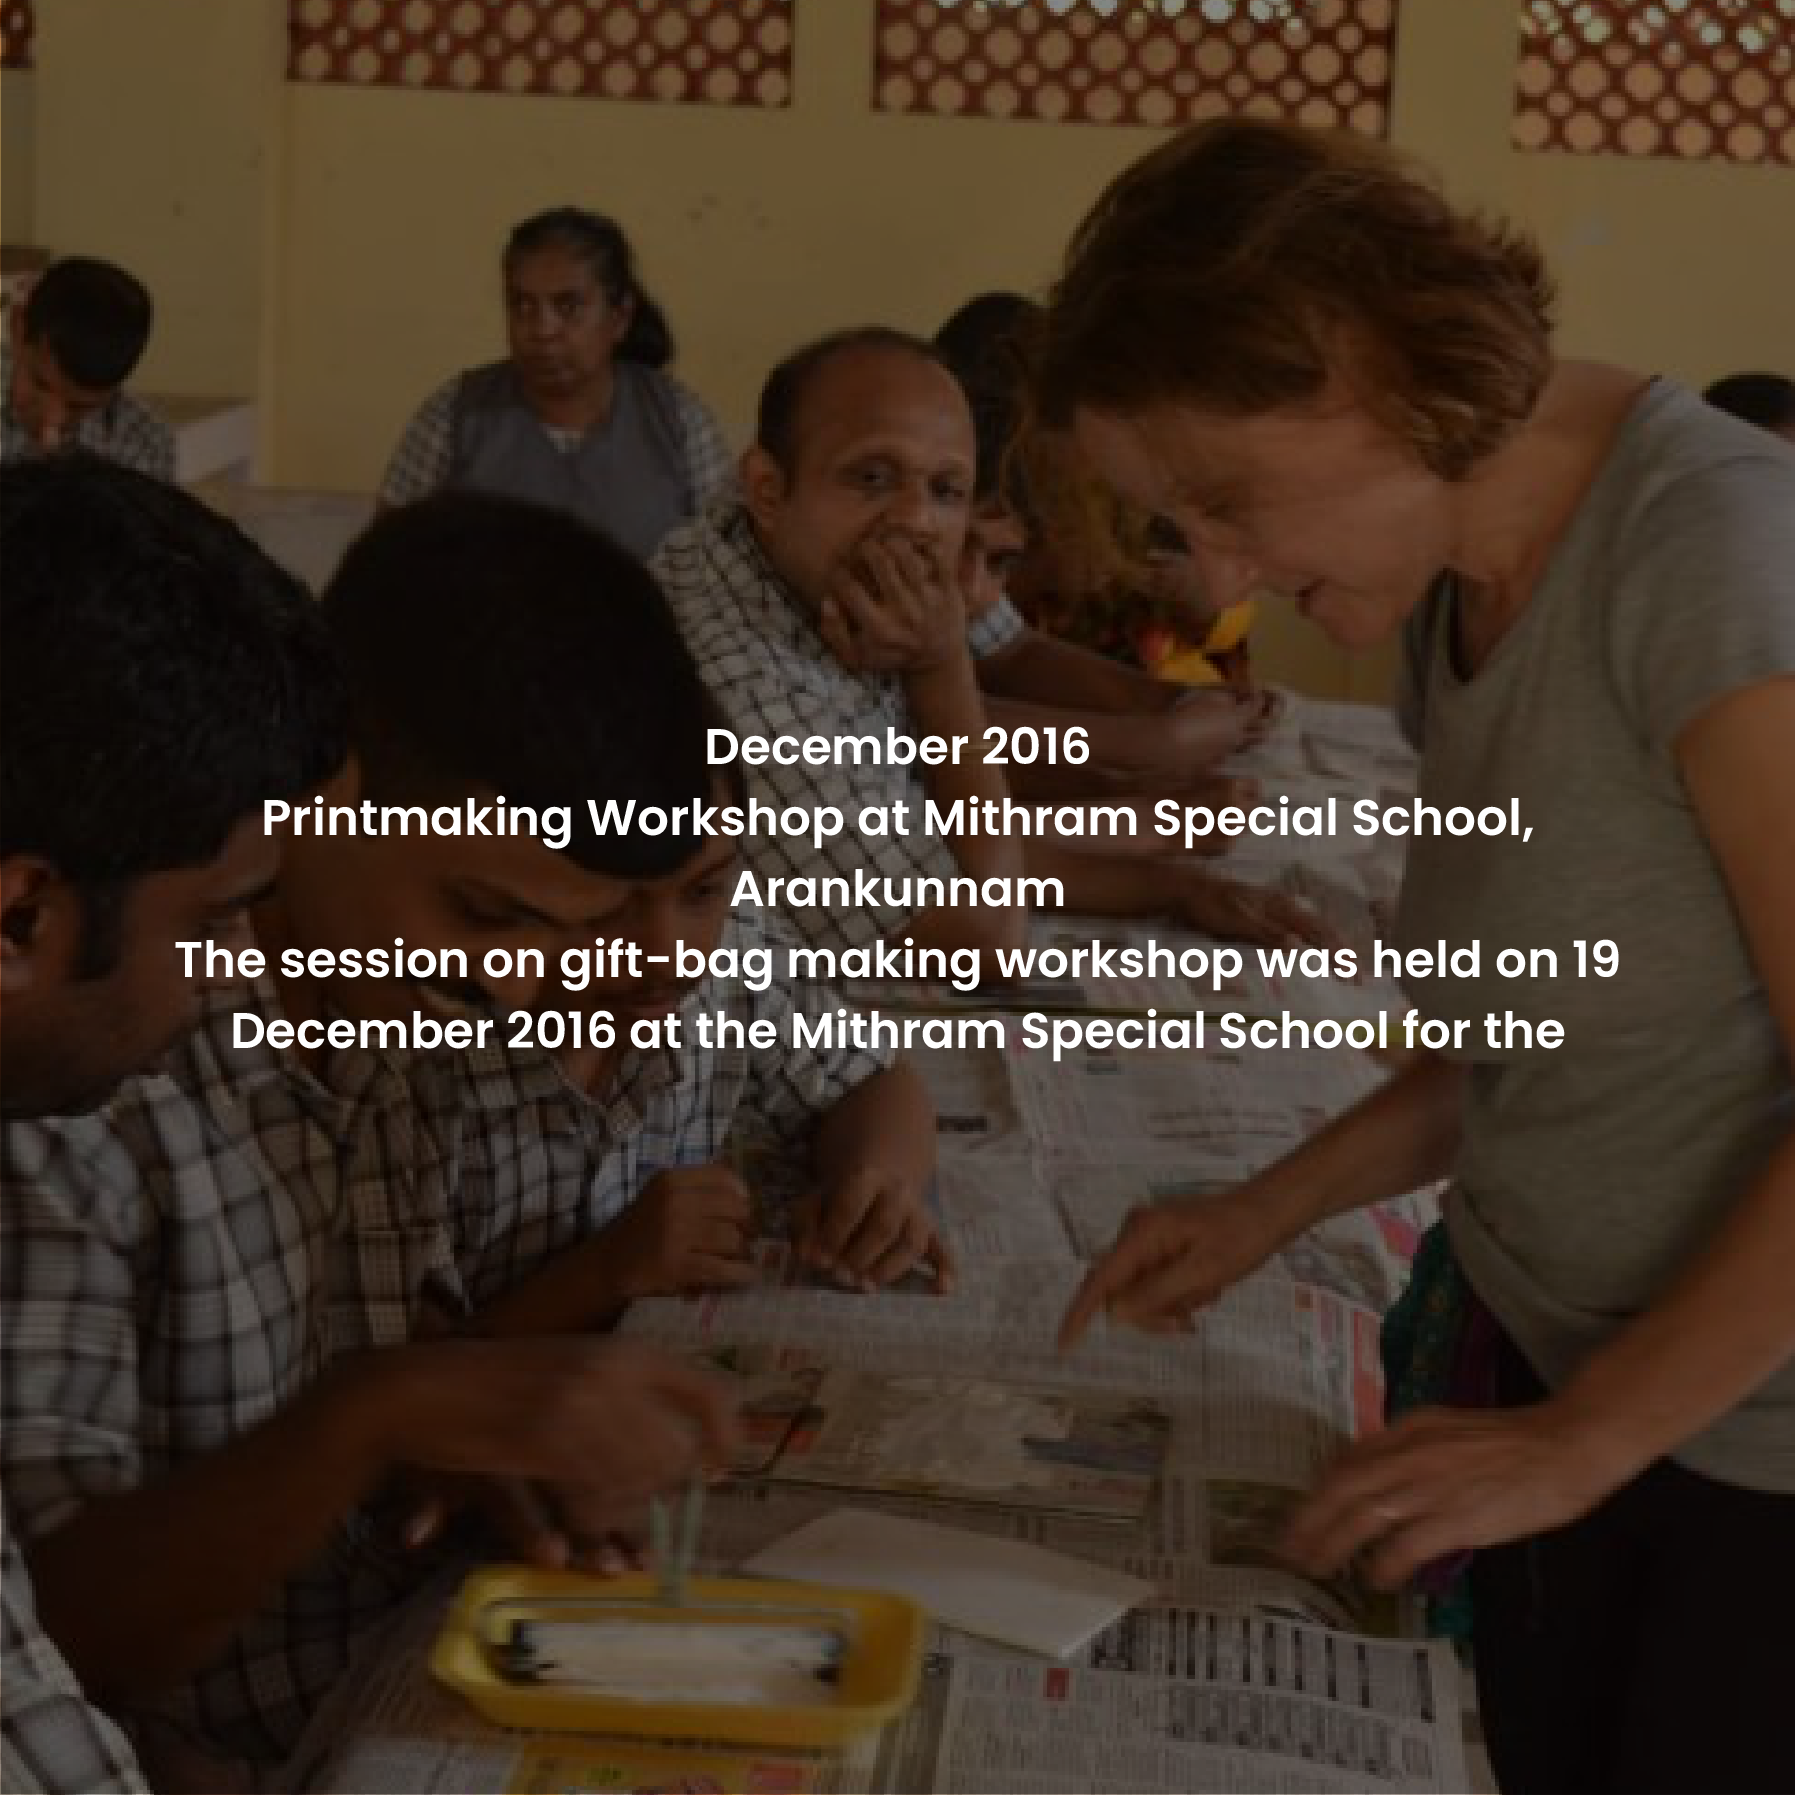 December 2016
Printmaking Workshop at Mithram Special School,
Arankunnam
The session on gift-bag making workshop was held on 19
December 2016 at the Mithram Special School for the